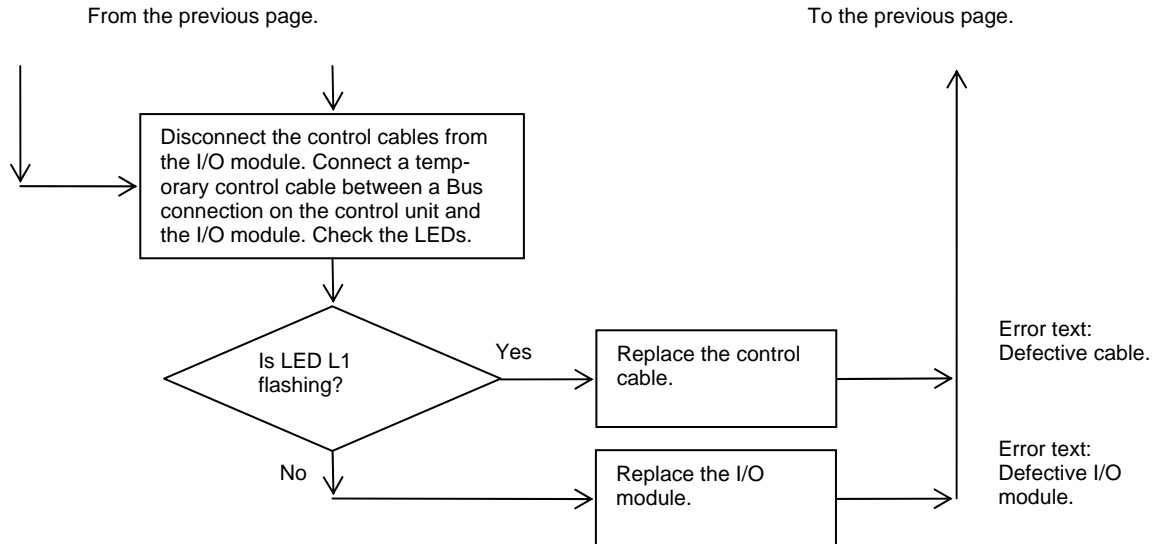 From the previous page.
To the previous page.
Disconnect the control cables from
the I/O module. Connect a temp-
orary control cable between a Bus
connection on the control unit and
the I/O module. Check the LEDs.
Is LED L1
flashing?
Yes
Replace the control
cable.
Error text:
Defective cable.
No
Replace the I/O
module.
Error text:
Defective I/O
module.